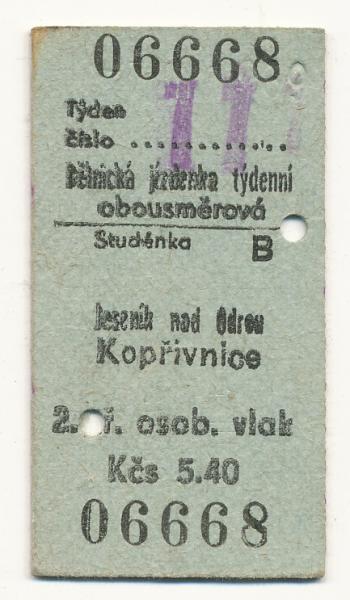 06668
Týden
číslo ............ 11
Dělnická jízdenka týdenní
obousměrová
Studénka B
Jeseník nad Odrou
Kopřivnice
2. tř. osob. vlak
Kčs 5.40
06668